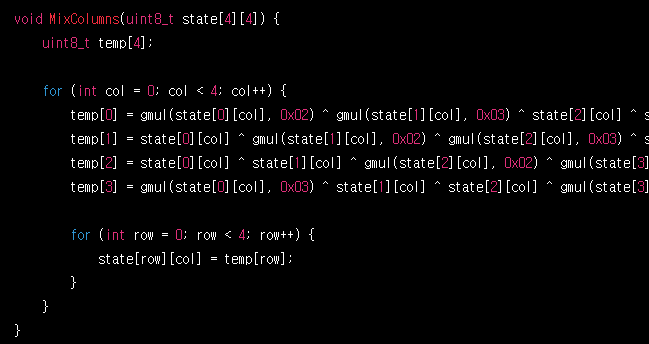 void MixColumns(uint8_t state[4][4]) {
    uint8_t temp[4];
    for (int col = 0; col < 4; col++) {
        temp[0] = gmul(state[0][col], 0x02) ^ gmul(state[1][col], 0x03) ^ state[2][col] ^ s
        temp[1] = state[0][col] ^ gmul(state[1][col], 0x02) ^ gmul(state[2][col], 0x03) ^ s
        temp[2] = state[0][col] ^ state[1][col] ^ gmul(state[2][col], 0x02) ^ gmul(state[3]
        temp[3] = gmul(state[0][col], 0x03) ^ state[1][col] ^ state[2][col] ^ gmul(state[3]
        for (int row = 0; row < 4; row++) {
            state[row][col] = temp[row];
        }
    }
}